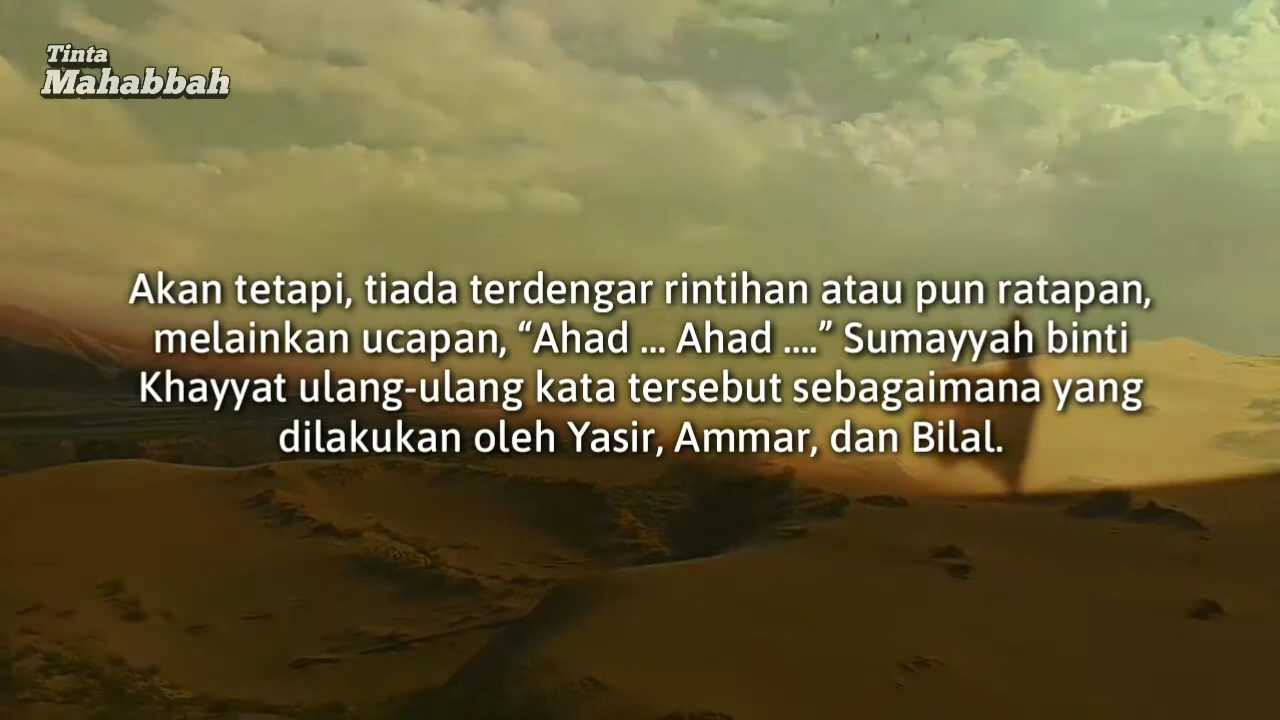 Tinta
Mahabbah
Akan tetapi, tiada terdengar rintihan atau pun ratapan,
melainkan ucapan, “Ahad ... Ahad ....” Sumayyah binti
Khayyat ulang-ulang kata tersebut sebagaimana yang
dilakukan oleh Yasir, Ammar, dan Bilal.